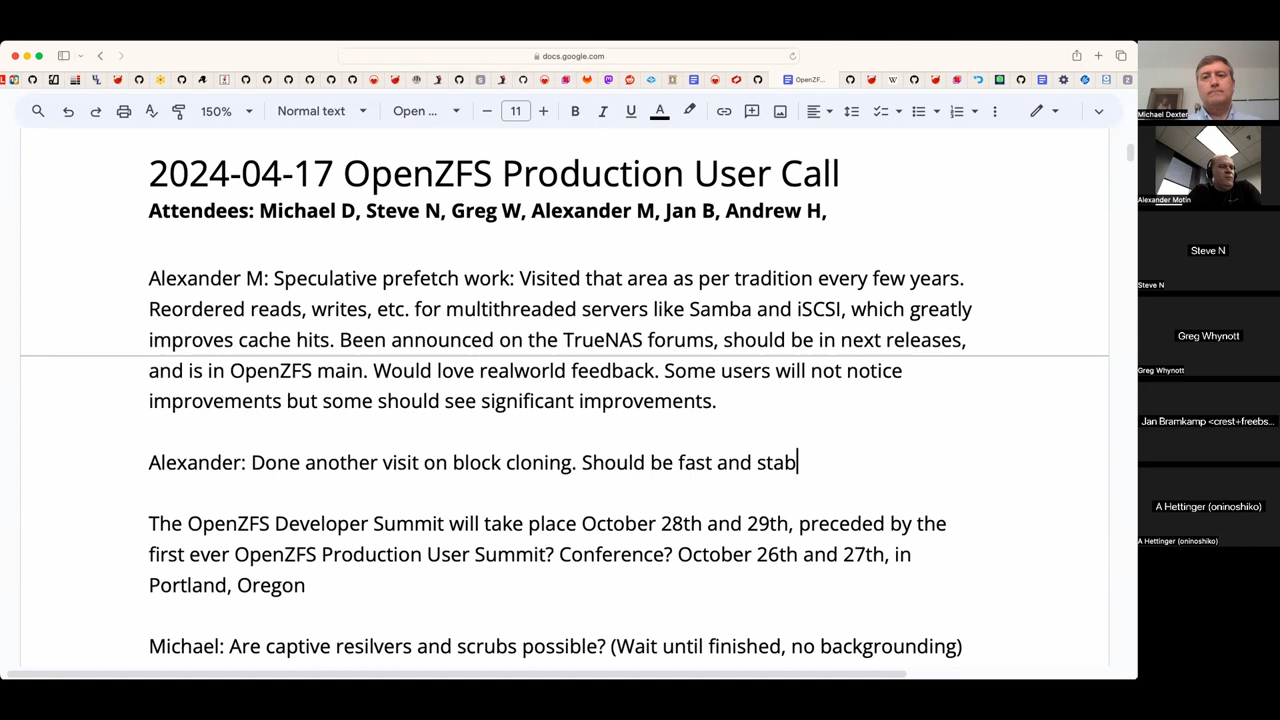 docs.google.com
OpenZF...
150%
Normal text
Open ...
11
2024-04-17 OpenZFS Production User Call
Attendees: Michael D, Steve N, Greg W, Alexander M, Jan B, Andrew H,
Alexander M: Speculative prefetch work: Visited that area as per tradition every few years.
Reordered reads, writes, etc. for multithreaded servers like Samba and iSCSI, which greatly
improves cache hits. Been announced on the TrueNAS forums, should be in next releases,
and is in OpenZFS main. Would love realworld feedback. Some users will not notice
improvements but some should see significant improvements.
Alexander: Done another visit on block cloning. Should be fast and stab
The OpenZFS Developer Summit will take place October 28th and 29th, preceded by the
first ever OpenZFS Production User Summit? Conference? October 26th and 27th, in
Portland, Oregon
Michael: Are captive resilvers and scrubs possible? (Wait until finished, no backgrounding)
Michael Dexter
Alexander Motin
Steve N
Steve N
Greg Whynott
Greg Whynott
Jan Bramkamp <crest+freebs...
A Hettinger (oninoshiko)
A Hettinger (oninoshiko)